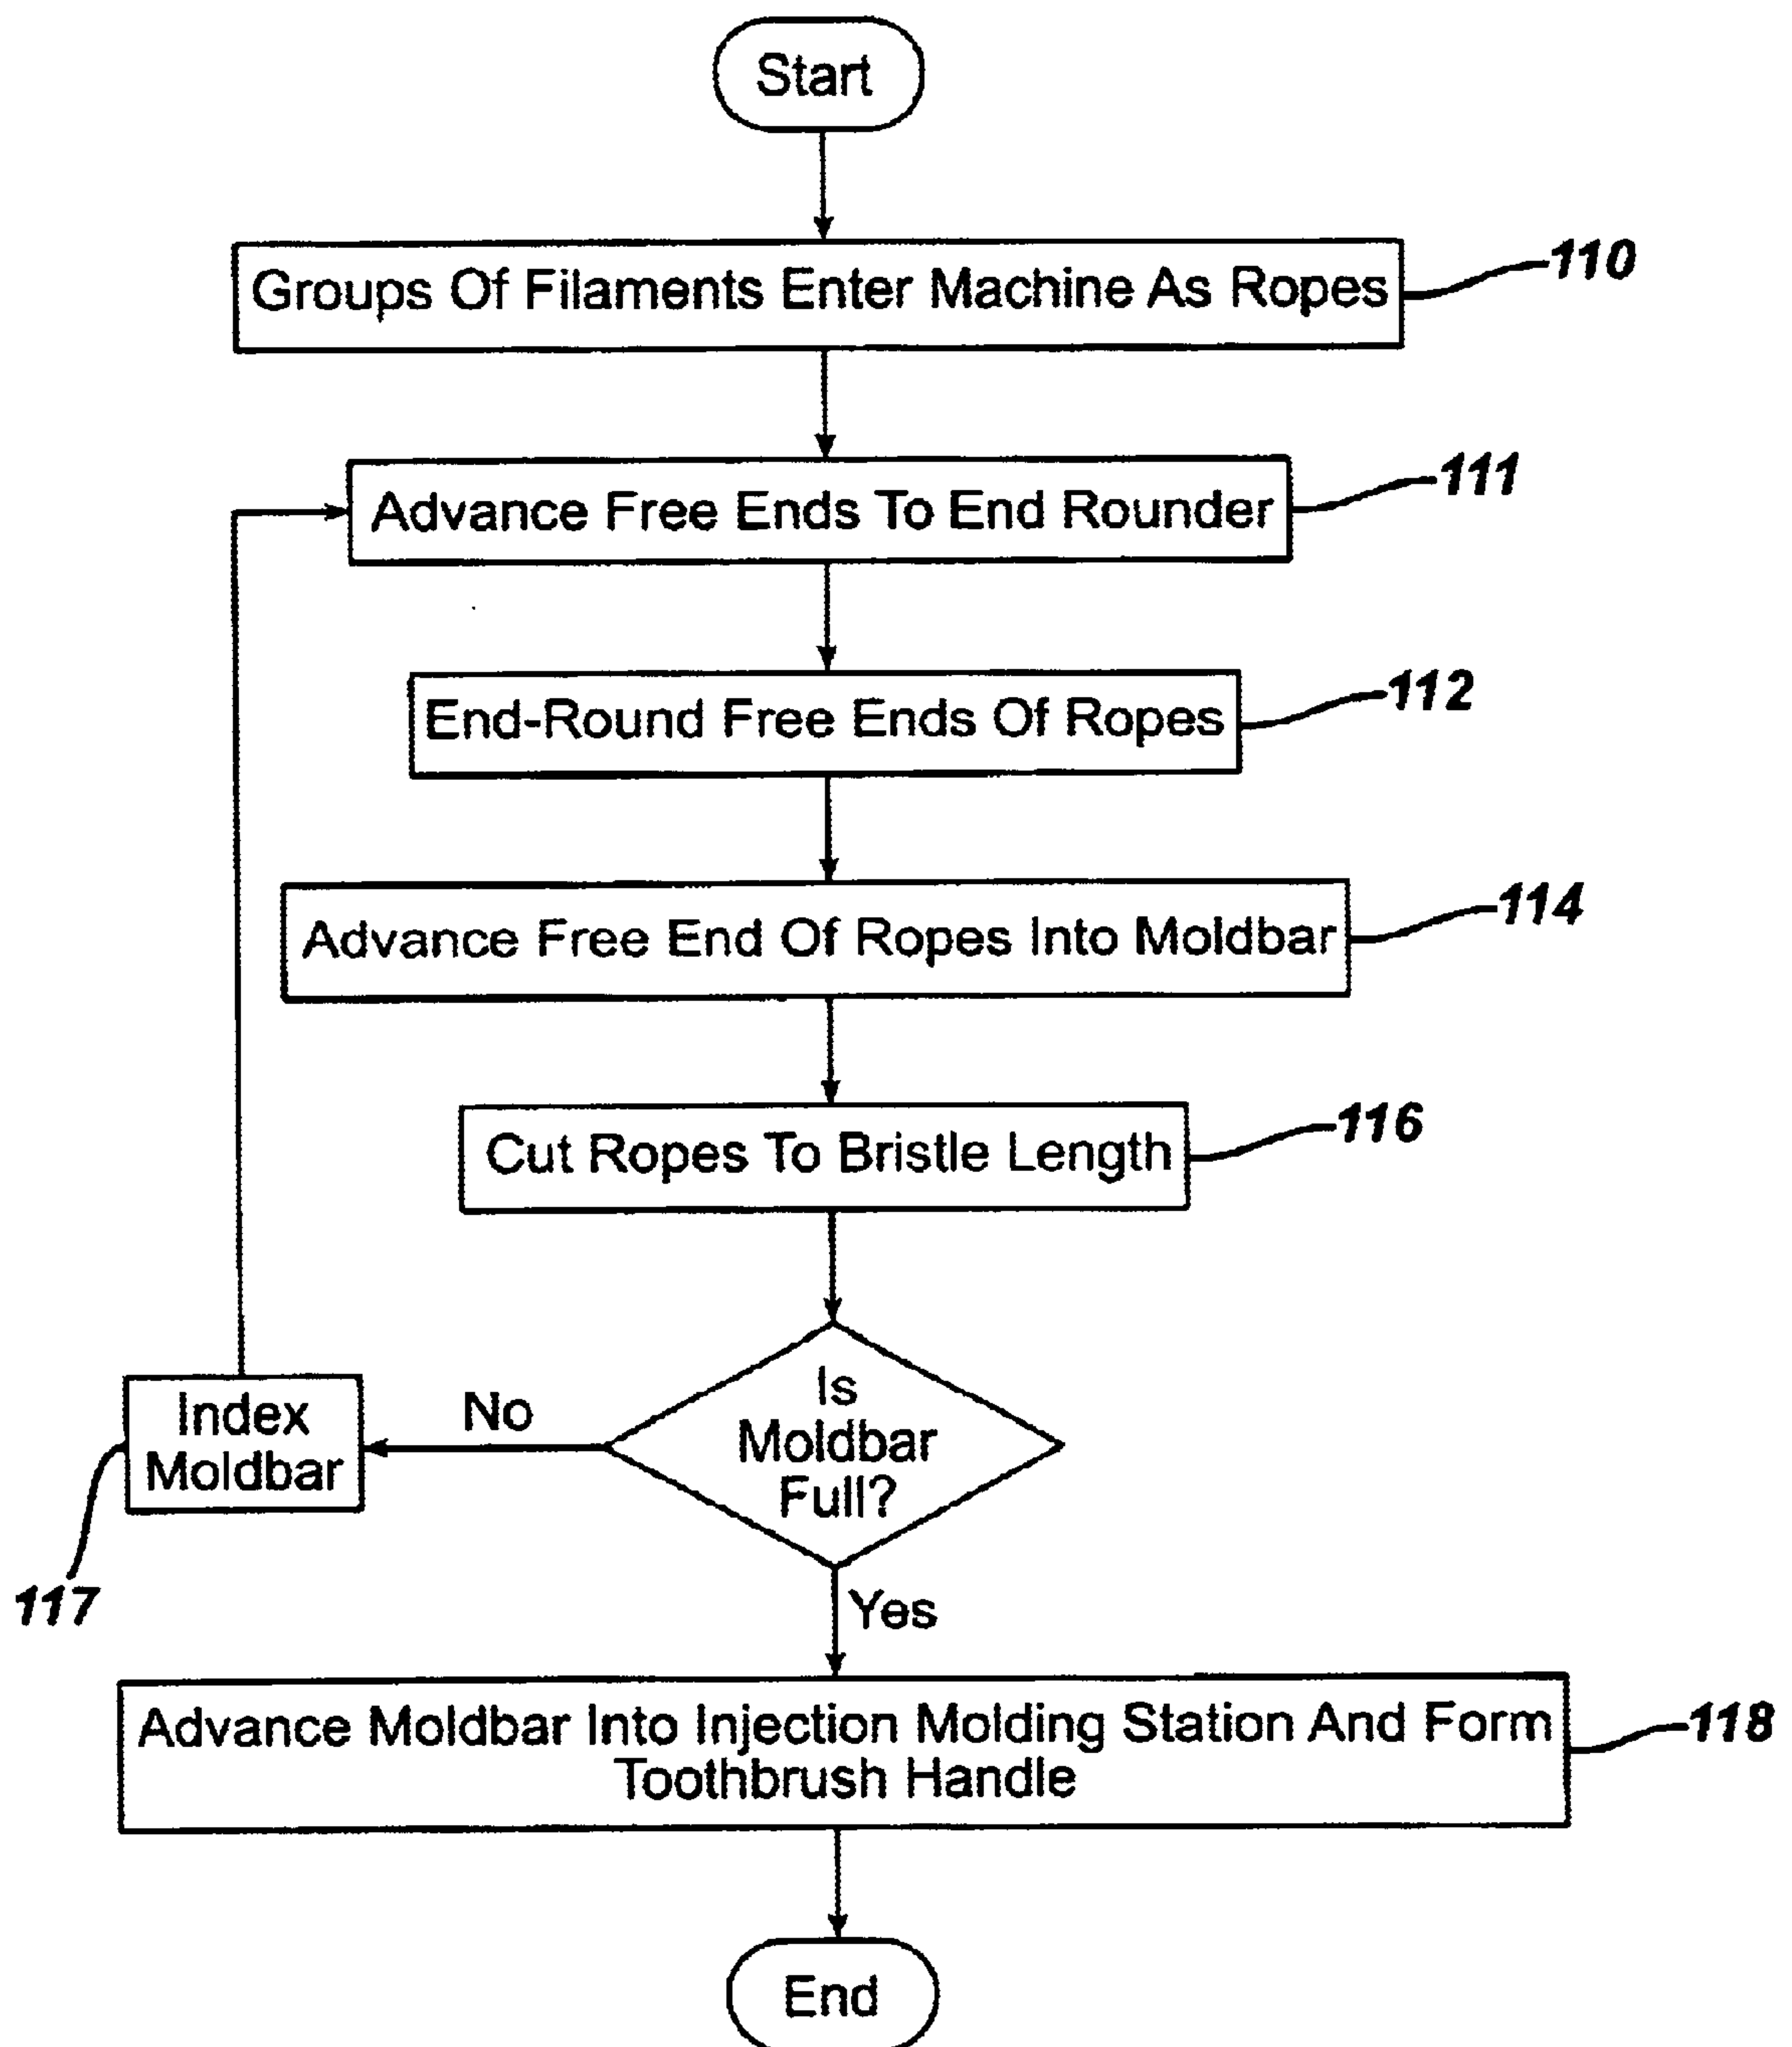 Start
Groups Of Filaments Enter Machine As Ropes
110
Advance Free Ends To End Rounder
111
End-Round Free Ends Of Ropes
112
Advance Free End Of Ropes Into Moldbar
114
Cut Ropes To Bristle Length
116
Is
Moldbar
Full?
No
Index
Moldbar
117
Yes
Advance Moldbar Into Injection Molding Station And Form
Toothbrush Handle
118
End